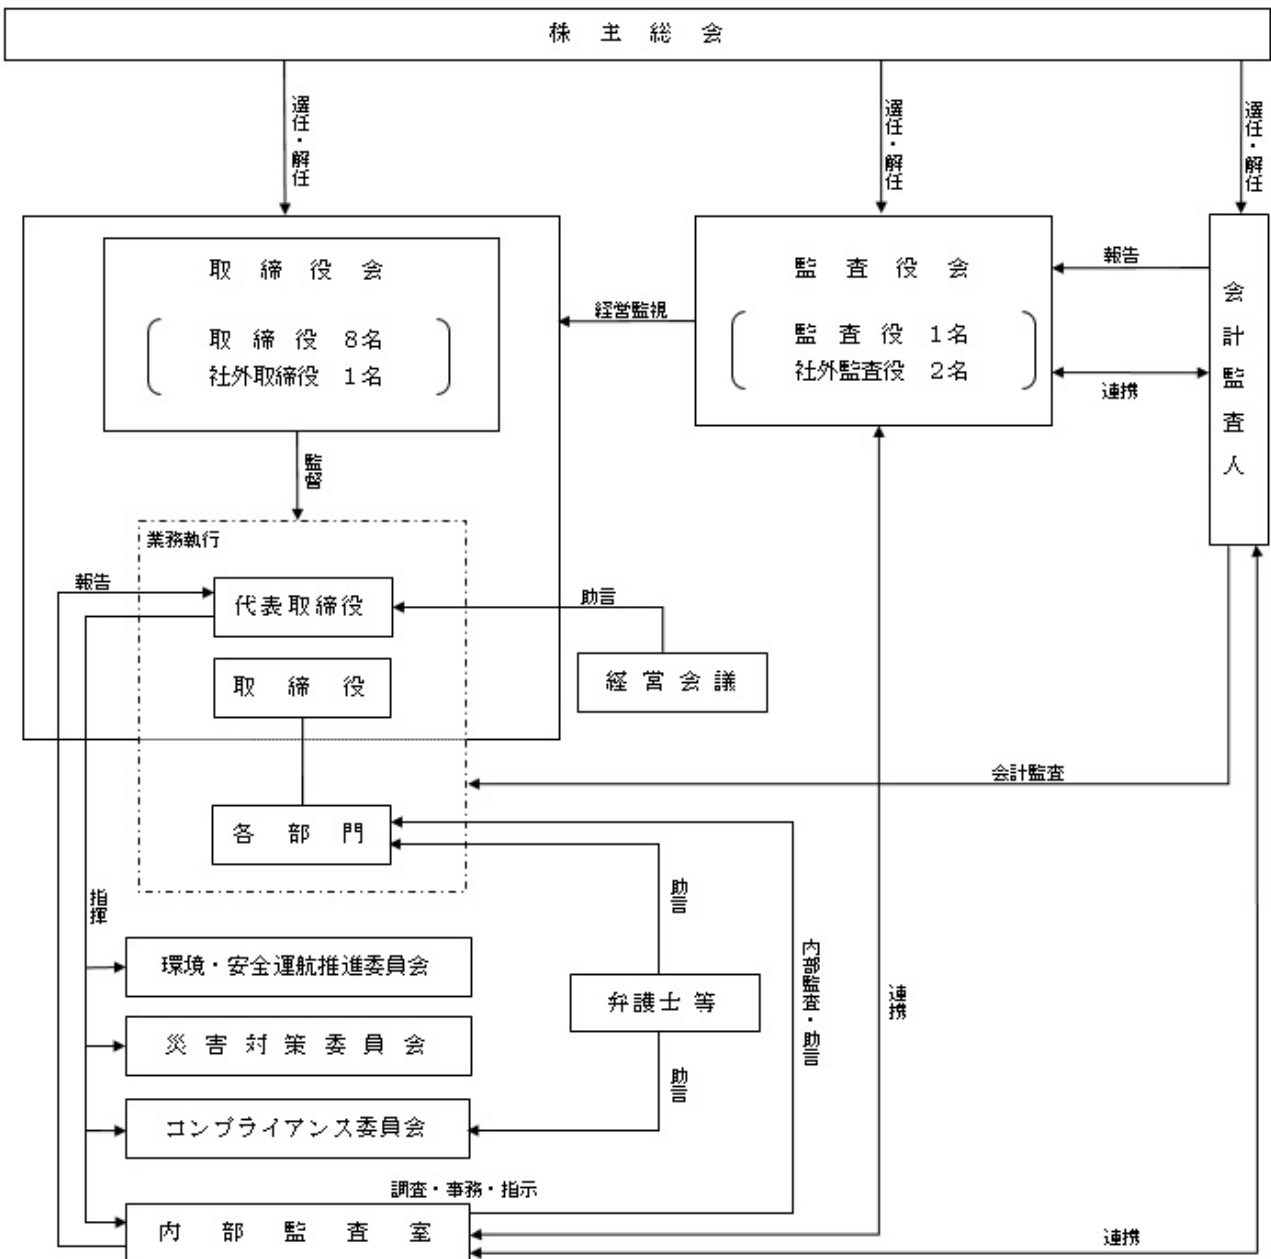 株主総会
選任・解任
選任・解任
選任・解任
取締役会
取締役 8名
社外取締役 1名
経営監視
監査役会
監査役 1名
社外監査役 2名
報告
連携
会計監査人
監督
業務執行
報告
代表取締役
助言
取締役
経営会議
会計監査
各部門
指揮
助言
環境・安全運航推進委員会
弁護士等
内部監査・助言
連携
災害対策委員会
助言
コンプライアンス委員会
調査・事務・指示
内部監査室
連携